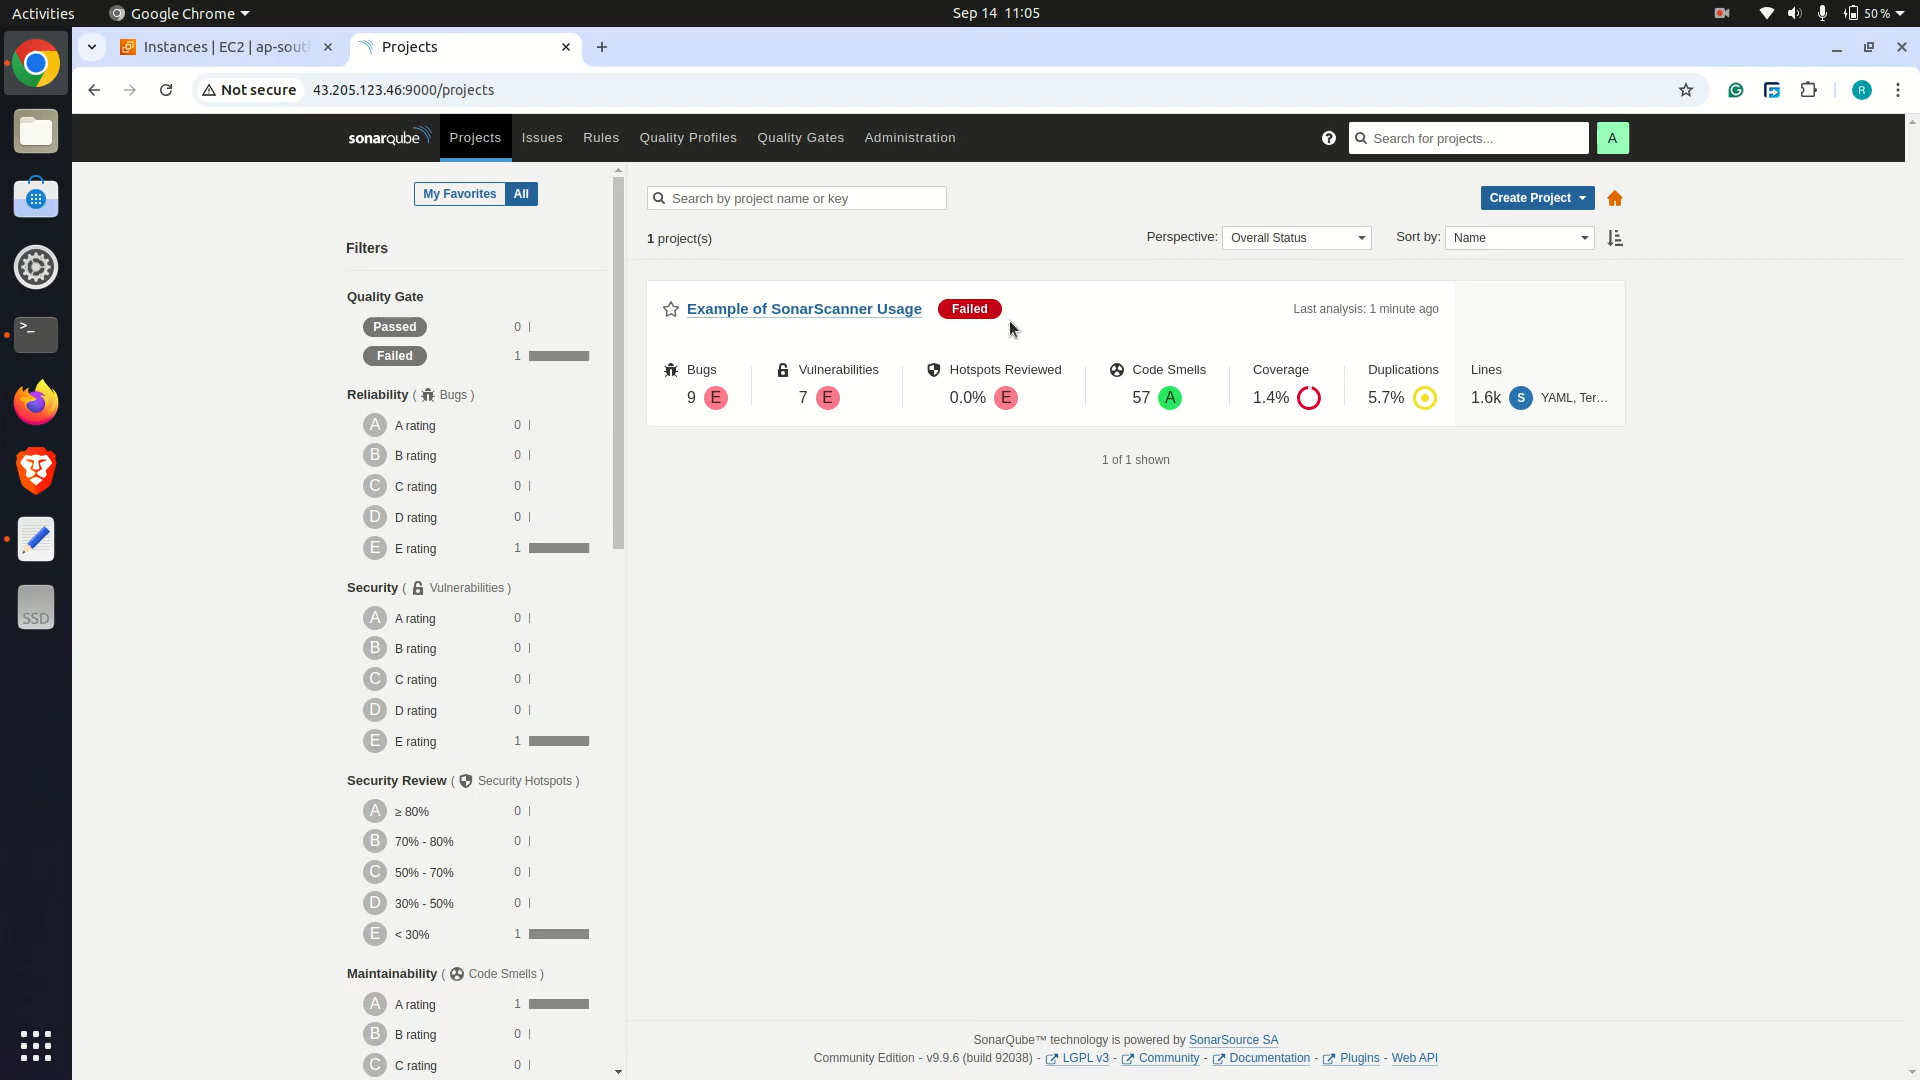 Activities
Google Chrome
Sep 14 11:05
50 %
Instances | EC2 | ap-sout
Projects
Not secure
43.205.123.46:9000/projects
R
sonarqube
Projects
Issues
Rules
Quality Profiles
Quality Gates
Administration
Search for projects...
A
My Favorites
All
Search by project name or key
Create Project
1 project(s)
Perspective:
Overall Status
Sort by:
Name
Filters
Quality Gate
Passed 0
Failed 1
Reliability ( Bugs )
A A rating 0
B B rating 0
C C rating 0
D D rating 0
E E rating 1
Security ( Vulnerabilities )
A A rating 0
B B rating 0
C C rating 0
D D rating 0
E E rating 1
Security Review ( Security Hotspots )
A ≥ 80% 0
B 70% - 80% 0
C 50% - 70% 0
D 30% - 50% 0
E < 30% 1
Maintainability ( Code Smells )
A A rating 1
B B rating 0
C C rating 0
Example of SonarScanner Usage
Failed
Last analysis: 1 minute ago
Bugs
Vulnerabilities
Hotspots Reviewed
Code Smells
Coverage
Duplications
Lines
9 E
7 E
0.0% E
57 A
1.4%
5.7%
1.6k S YAML, Ter...
1 of 1 shown
SonarQube™ technology is powered by SonarSource SA
Community Edition - v9.9.6 (build 92038) - LGPL v3 - Community - Documentation - Plugins - Web API
>_
SSD